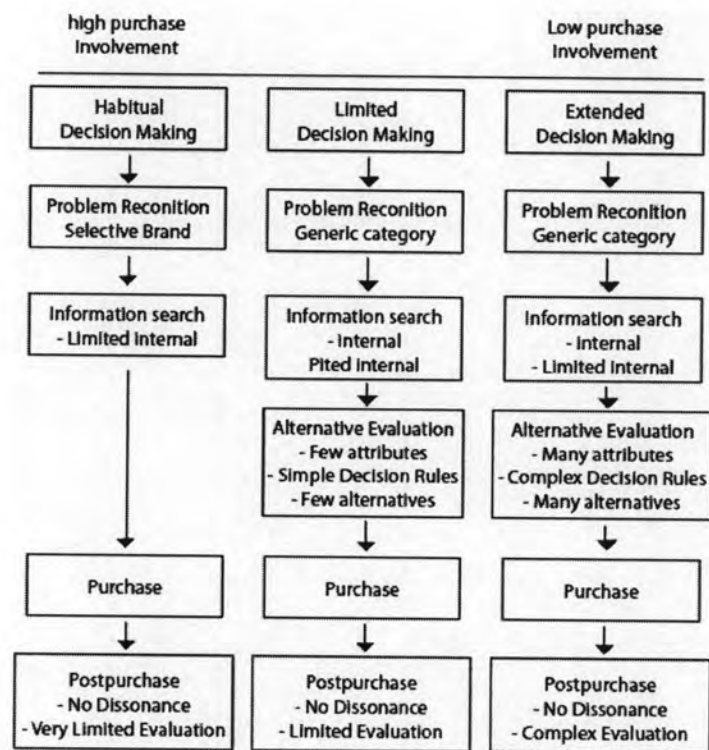 high purchase
Involvement
Low purchase
Involvement
Habitual
Decision Making
Limited
Decision Making
Extended
Decision Making
Problem Reconition
Selective Brand
Problem Reconition
Generic category
Problem Reconition
Generic category
Information search
- Limited Internal
Information search
- Internal
Pited Internal
Information search
- Internal
- Limited Internal
Alternative Evaluation
- Few attributes
- Simple Decision Rules
- Few alternatives
Alternative Evaluation
- Many attributes
- Complex Decision Rules
- Many alternatives
Purchase
Purchase
Purchase
Postpurchase
- No Dissonance
- Very Limited Evaluation
Postpurchase
- No Dissonance
- Limited Evaluation
Postpurchase
- No Dissonance
- Complex Evaluation